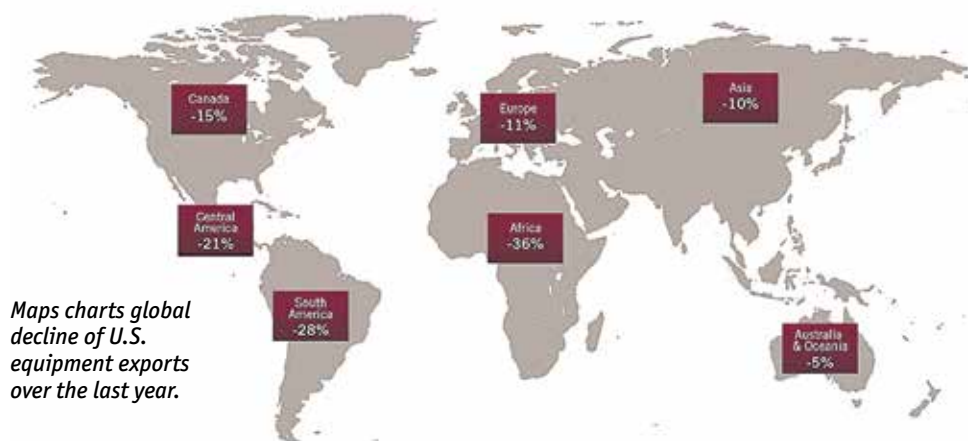 Canada
-15%
Europe
-11%
Asia
-10%
Central
America
-21%
Africa
-36%
South
America
-28%
Australia
& Oceania
-5%
Maps charts global
decline of U.S.
equipment exports
over the last year.